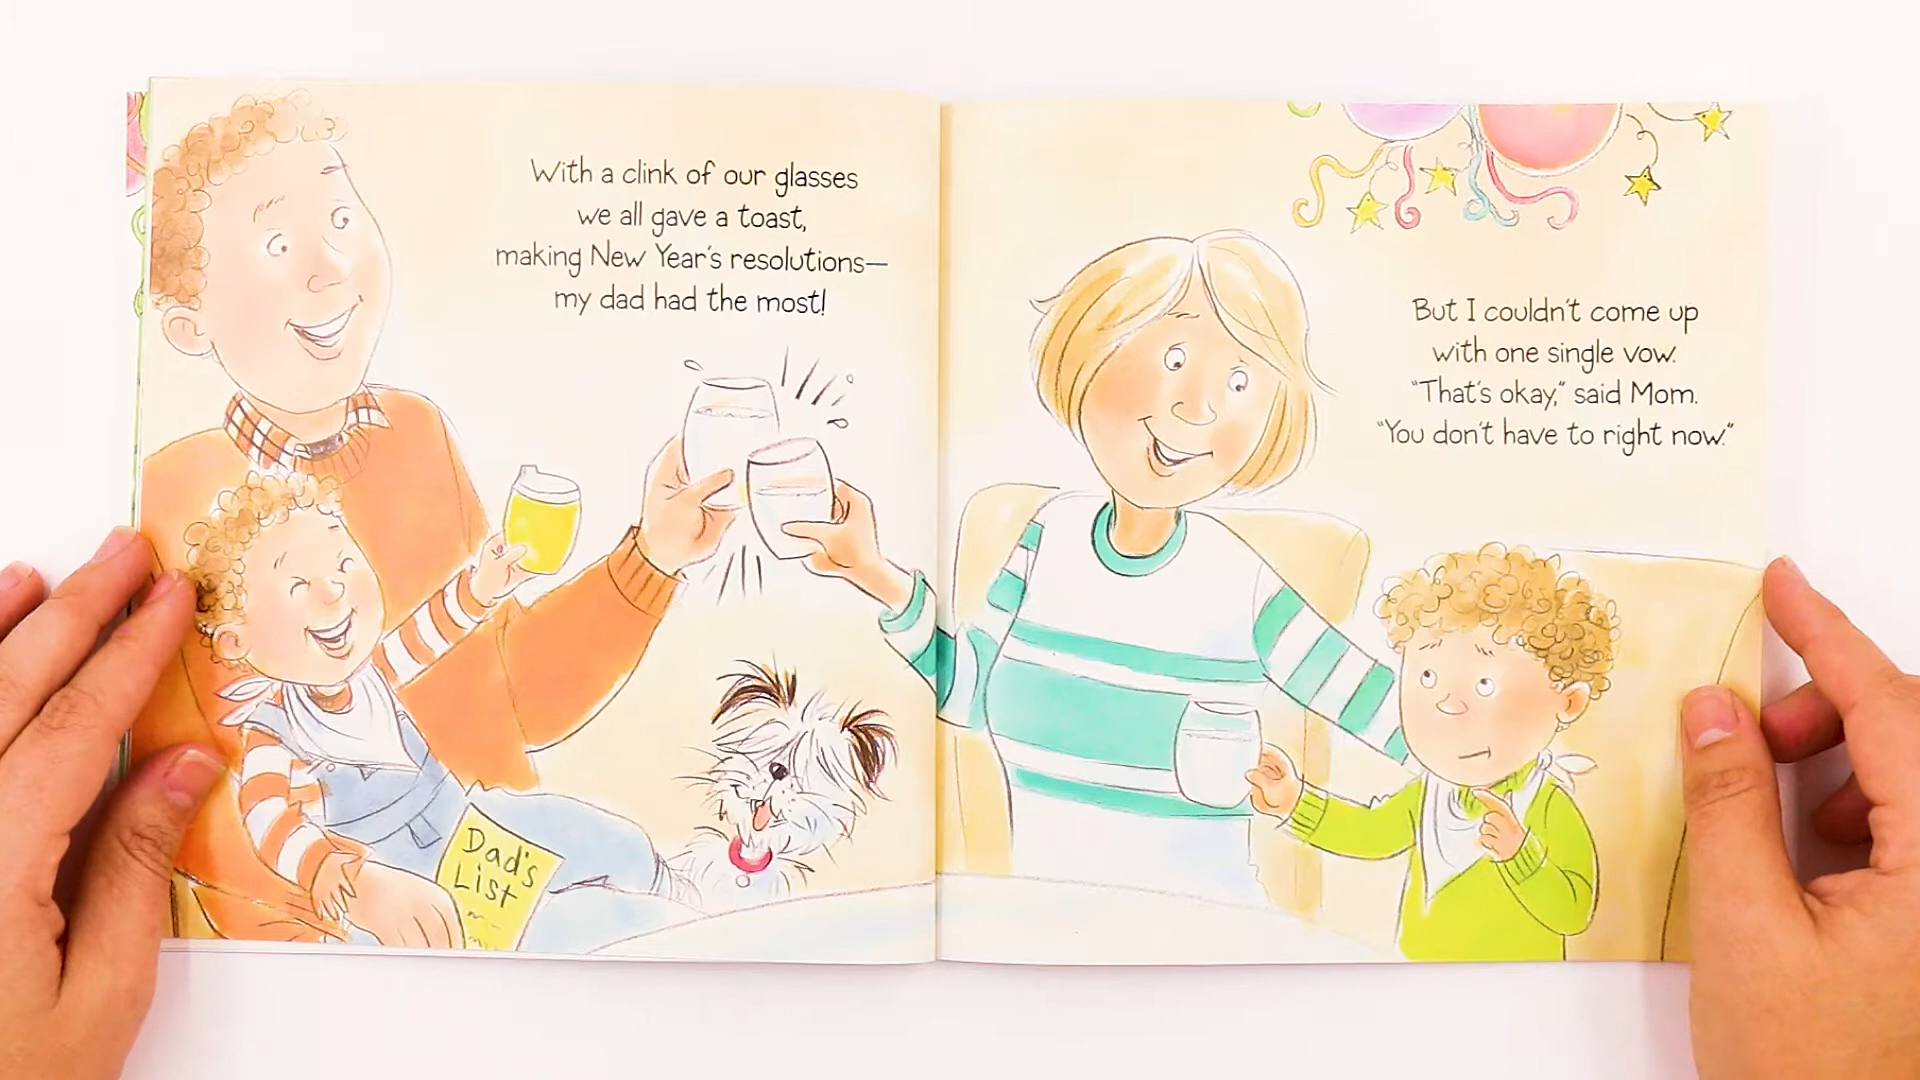 With a clink of our glasses
we all gave a toast,
making New Year's resolutions—
my dad had the most!
But I couldn't come up
with one single vow.
"That's okay," said Mom.
"You don't have to right now."
Dad's
List